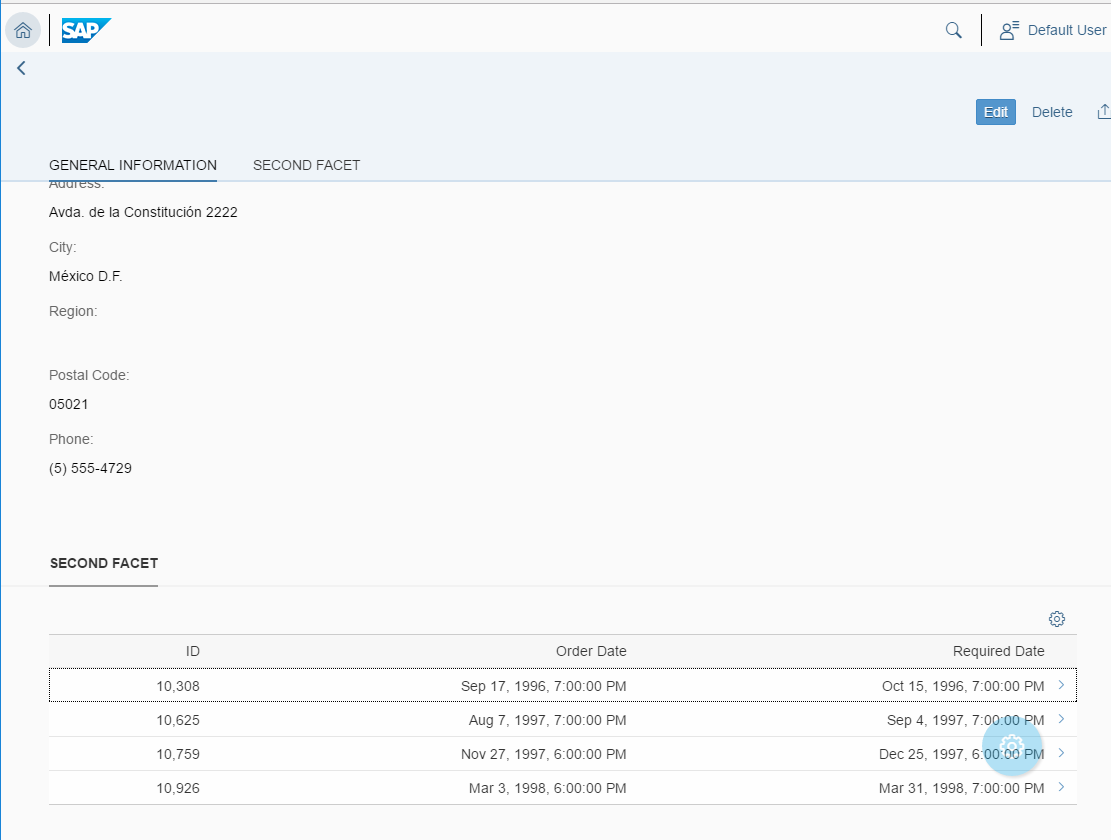 SAP
Default User
Edit Delete
GENERAL INFORMATION SECOND FACET
Address:
Avda. de la Constitución 2222
City:
México D.F.
Region:
Postal Code:
05021
Phone:
(5) 555-4729
SECOND FACET
ID Order Date Required Date
10,308 Sep 17, 1996, 7:00:00 PM Oct 15, 1996, 7:00:00 PM
10,625 Aug 7, 1997, 7:00:00 PM Sep 4, 1997, 7:00:00 PM
10,759 Nov 27, 1997, 6:00:00 PM Dec 25, 1997, 6:00:00 PM
10,926 Mar 3, 1998, 6:00:00 PM Mar 31, 1998, 7:00:00 PM